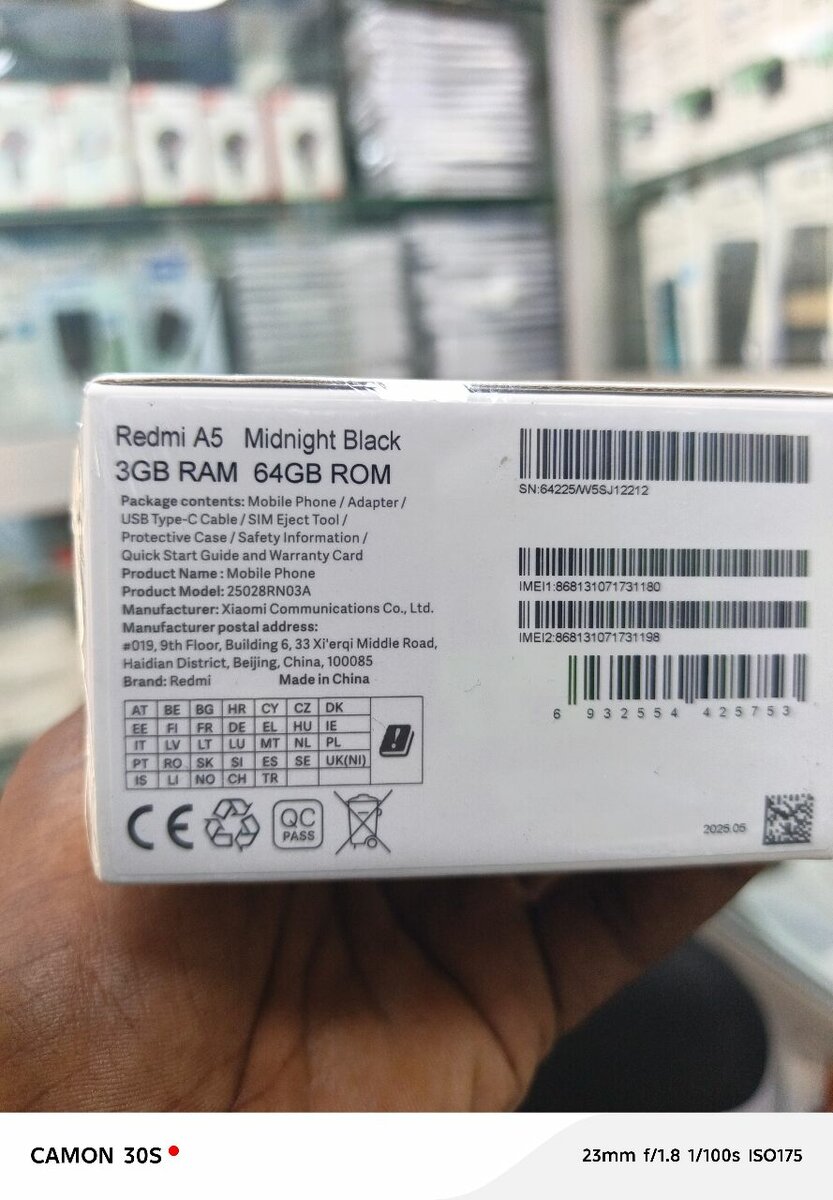 Redmi A5 Midnight Black
3GB RAM 64GB ROM
Package contents: Mobile Phone / Adapter /
USB Type-C Cable / SIM Eject Tool /
Protective Case / Safety Information /
Quick Start Guide and Warranty Card
Product Name : Mobile Phone
Product Model: 25028RN03A
Manufacturer: Xiaomi Communications Co., Ltd.
Manufacturer postal address:
#019, 9th Floor, Building 6, 33 Xi'erqi Middle Road,
Haidian District, Beijing, China, 100085
Brand: Redmi Made in China
AT BE BG HR CY CZ DK
EE FI FR DE EL HU IE
IT LV LT LU MT NL PL
PT RO SK SI ES SE UK(NI)
IS LI NO CH TR
CE
QC
PASS
SN:64225/W5SJ12212
IMEI1:868131071731180
IMEI2:868131071731198
6 932554 425753
2025.05
CAMON 30S
23mm f/1.8 1/100s ISO175